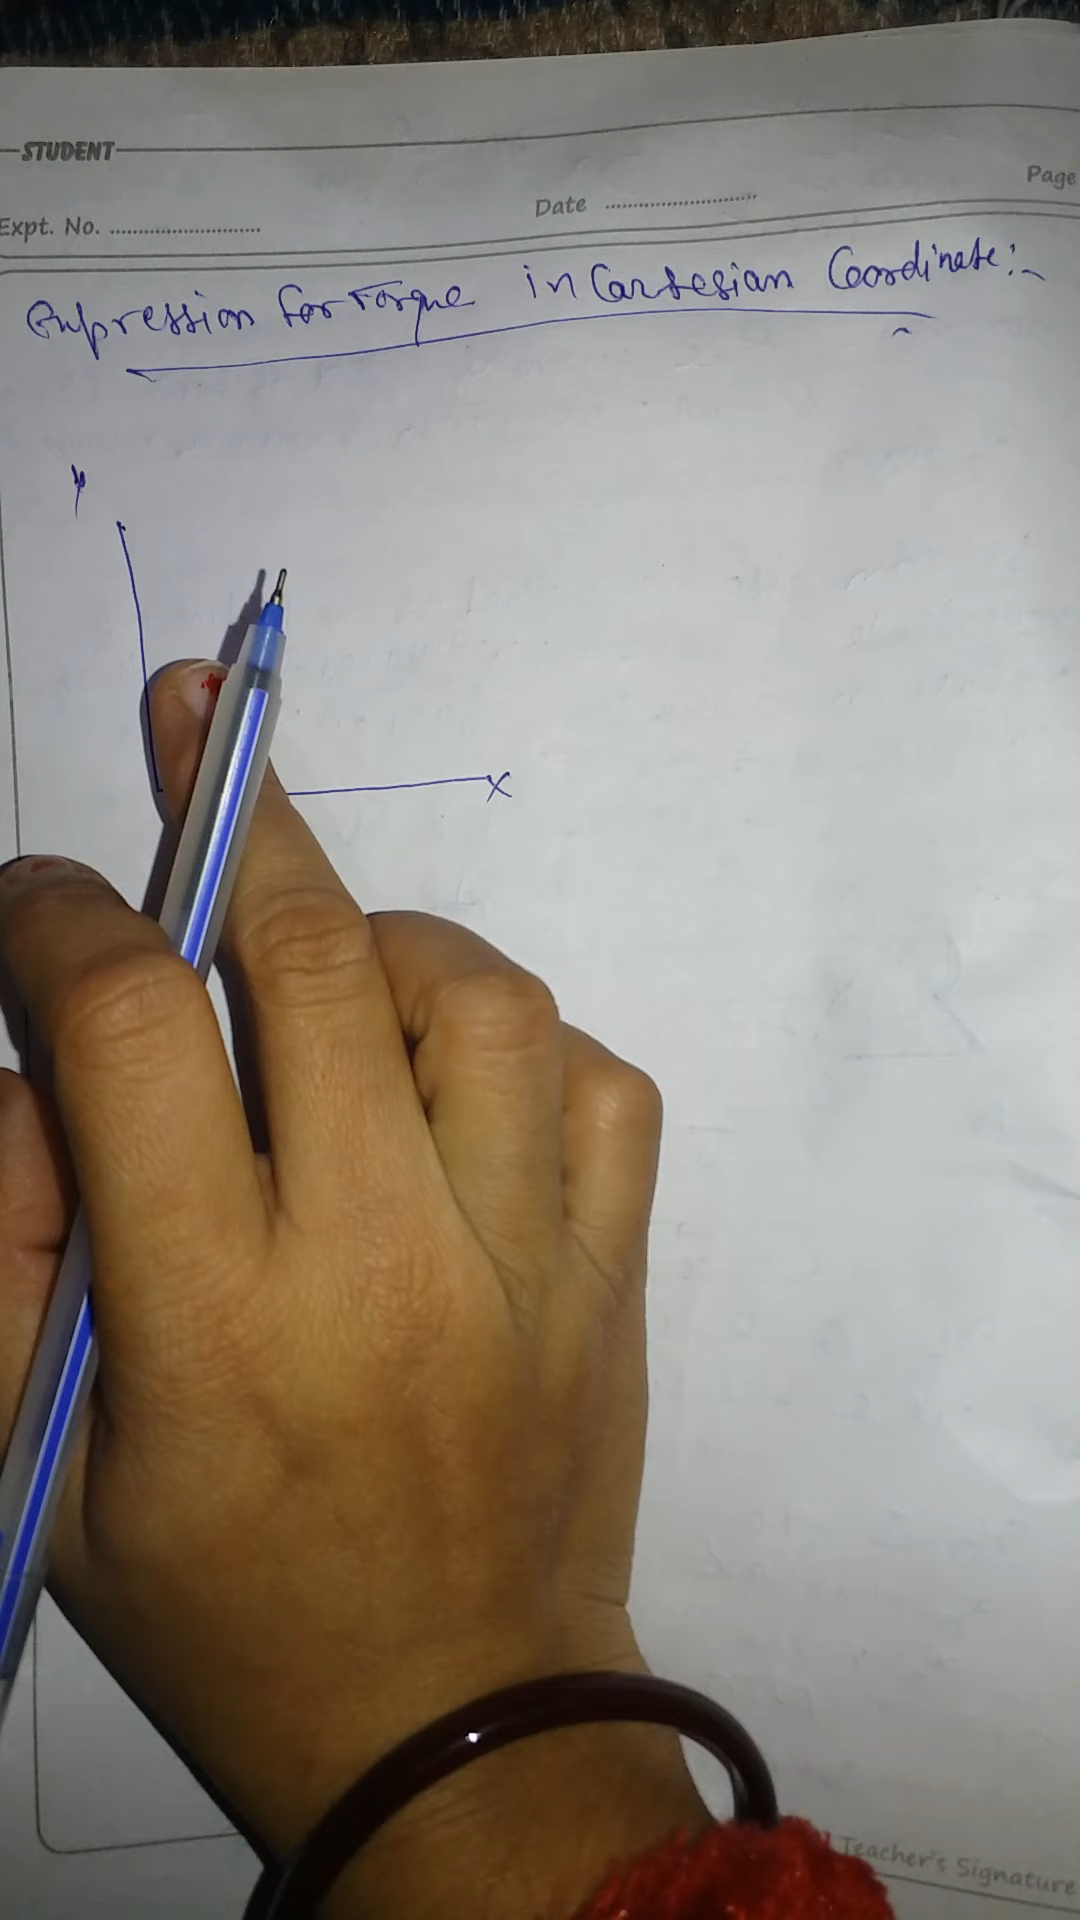 STUDENT
Page
Expt. No. ..........................
Date ..........................
Expression for Torque in Cartesian Coordinate:-
y
X
Teacher's Signature